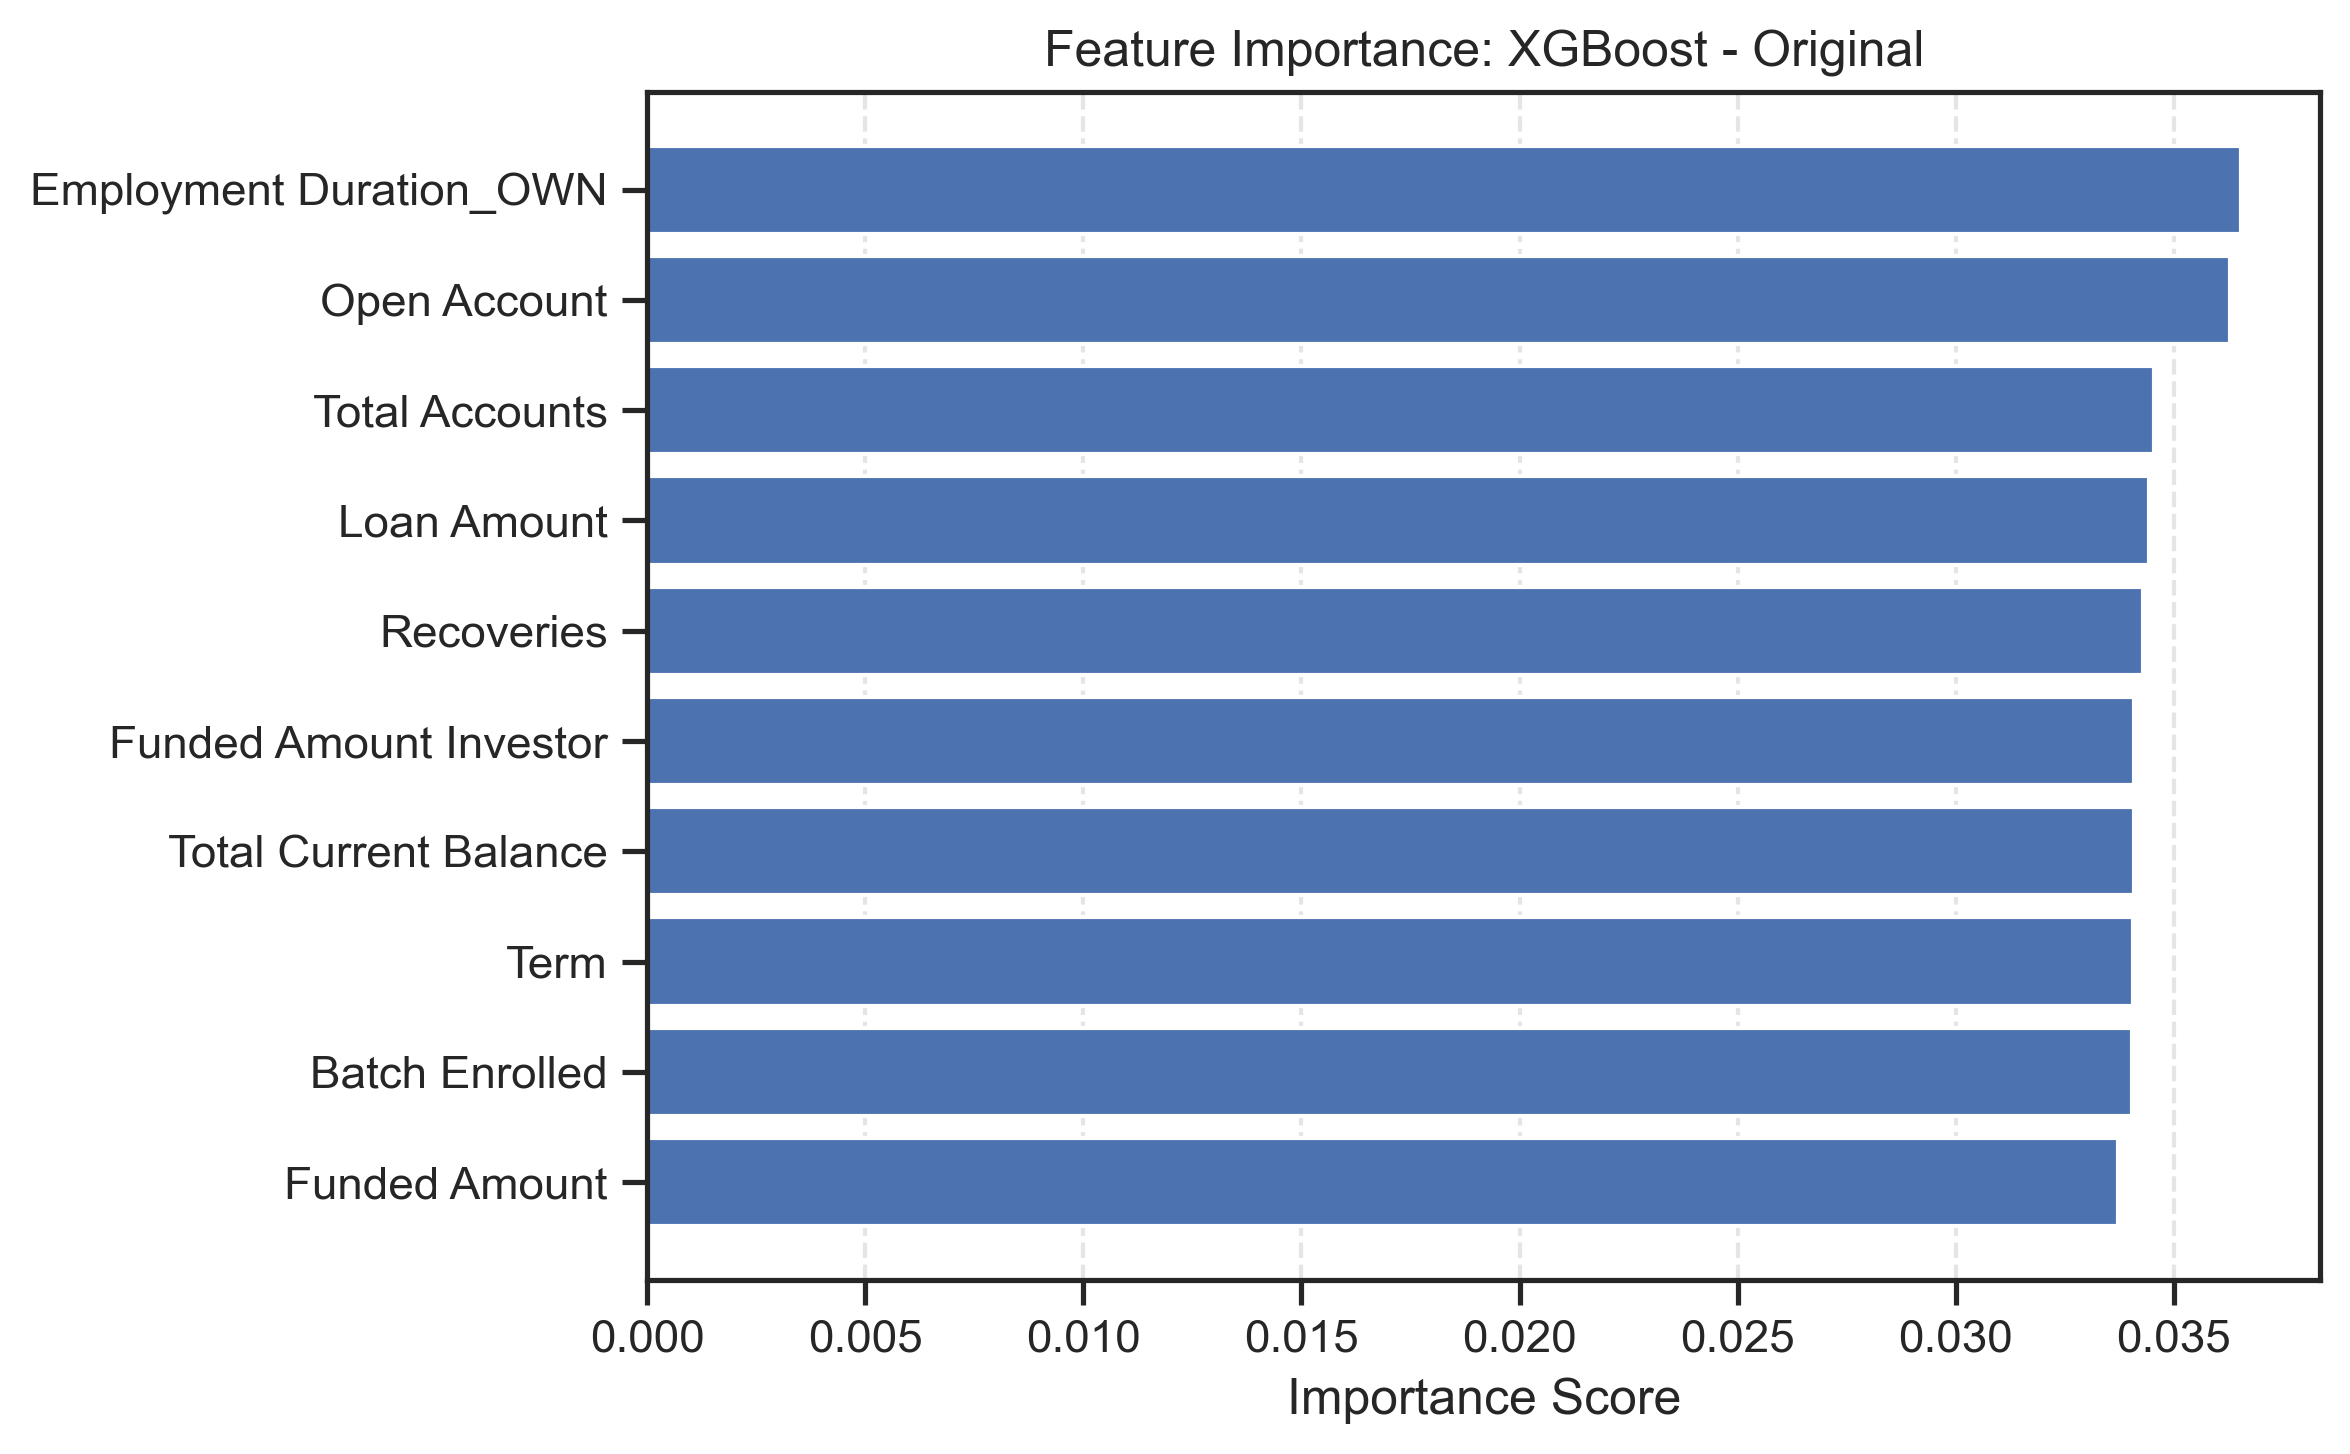 Feature Importance: XGBoost - Original
Employment Duration_OWN
Open Account
Total Accounts
Loan Amount
Recoveries
Funded Amount Investor
Total Current Balance
Term
Batch Enrolled
Funded Amount
0.000 0.005 0.010 0.015 0.020 0.025 0.030 0.035
Importance Score